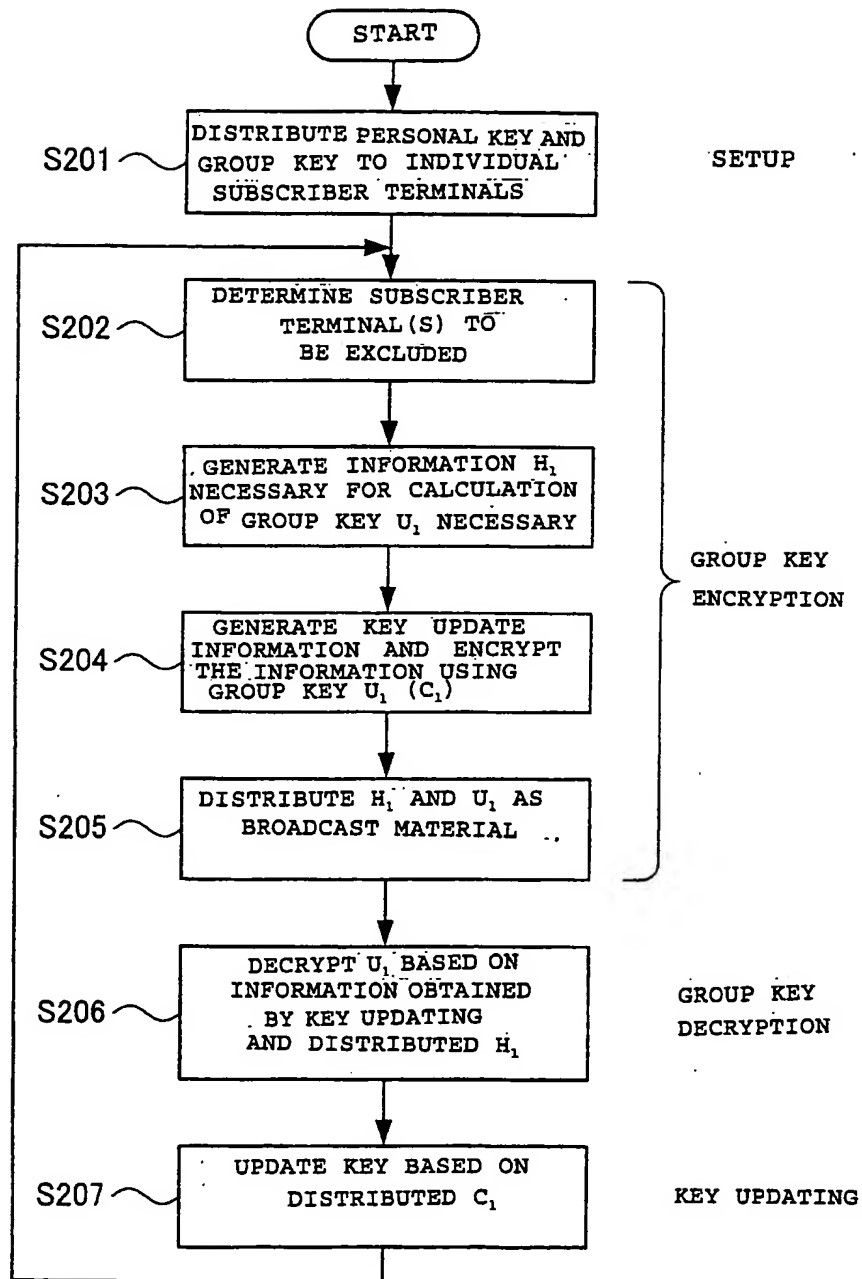 START
S201
DISTRIBUTE PERSONAL KEY AND
GROUP KEY TO INDIVIDUAL
SUBSCRIBER TERMINALS
SETUP
S202
DETERMINE SUBSCRIBER
TERMINAL(S) TO
BE EXCLUDED
S203
GENERATE INFORMATION H₁
NECESSARY FOR CALCULATION
OF GROUP KEY U₁ NECESSARY
GROUP KEY
ENCRYPTION
S204
GENERATE KEY UPDATE
INFORMATION AND ENCRYPT
THE INFORMATION USING
GROUP KEY U₁ (C₁)
S205
DISTRIBUTE H₁ AND U₁ AS
BROADCAST MATERIAL
S206
DECRYPT U₁ BASED ON
INFORMATION OBTAINED
BY KEY UPDATING
AND DISTRIBUTED H₁
GROUP KEY
DECRYPTION
S207
UPDATE KEY BASED ON
DISTRIBUTED C₁
KEY UPDATING